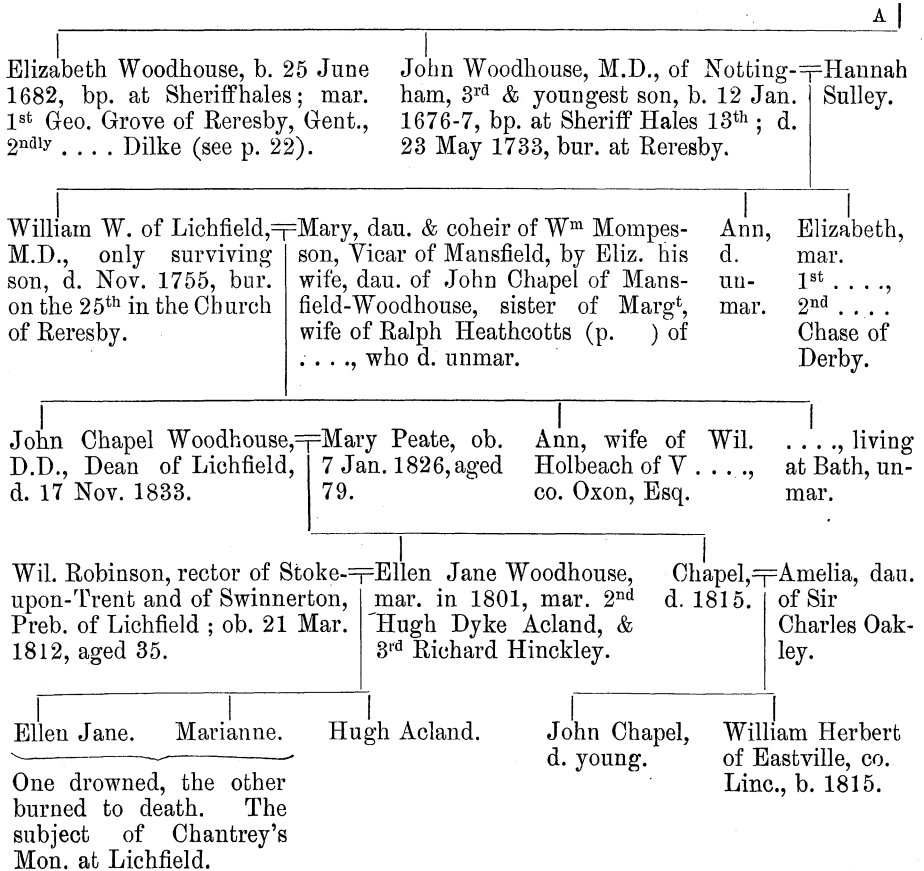 A
Elizabeth Woodhouse, b. 25 June
1682, bp. at Sheriffhales; mar.
1st Geo. Grove of Reresby, Gent.,
2ndly . . . . Dilke (see p. 22).
John Woodhouse, M.D., of Notting-
ham, 3rd & youngest son, b. 12 Jan.
1676-7, bp. at Sheriff Hales 13th ; d.
23 May 1733, bur. at Reresby.
Hannah
Sulley.
William W. of Lichfield,
M.D., only surviving
son, d. Nov. 1755, bur.
on the 25th in the Church
of Reresby.
Mary, dau. & coheir of Wm Mompes-
son, Vicar of Mansfield, by Eliz. his
wife, dau. of John Chapel of Mans-
field-Woodhouse, sister of Margt,
wife of Ralph Heathcotts (p. ) of
. . . ., who d. unmar.
Ann,
d.
un-
mar.
Elizabeth,
mar.
1st . . . .,
2nd . . . .
Chase of
Derby.
John Chapel Woodhouse,
D.D., Dean of Lichfield,
d. 17 Nov. 1833.
Mary Peate, ob.
7 Jan. 1826, aged
79.
Ann, wife of Wil.
Holbeach of V . . . .,
co. Oxon, Esq.
. . . ., living
at Bath, un-
mar.
Wil. Robinson, rector of Stoke-
upon-Trent and of Swinnerton,
Preb. of Lichfield ; ob. 21 Mar.
1812, aged 35.
Ellen Jane Woodhouse,
mar. in 1801, mar. 2nd
Hugh Dyke Acland, &
3rd Richard Hinckley.
Chapel,
d. 1815.
Amelia, dau.
of Sir
Charles Oak-
ley.
Ellen Jane.
Marianne.
Hugh Acland.
John Chapel,
d. young.
William Herbert
of Eastville, co.
Linc., b. 1815.
One drowned, the other
burned to death. The
subject of Chantrey's
Mon. at Lichfield.